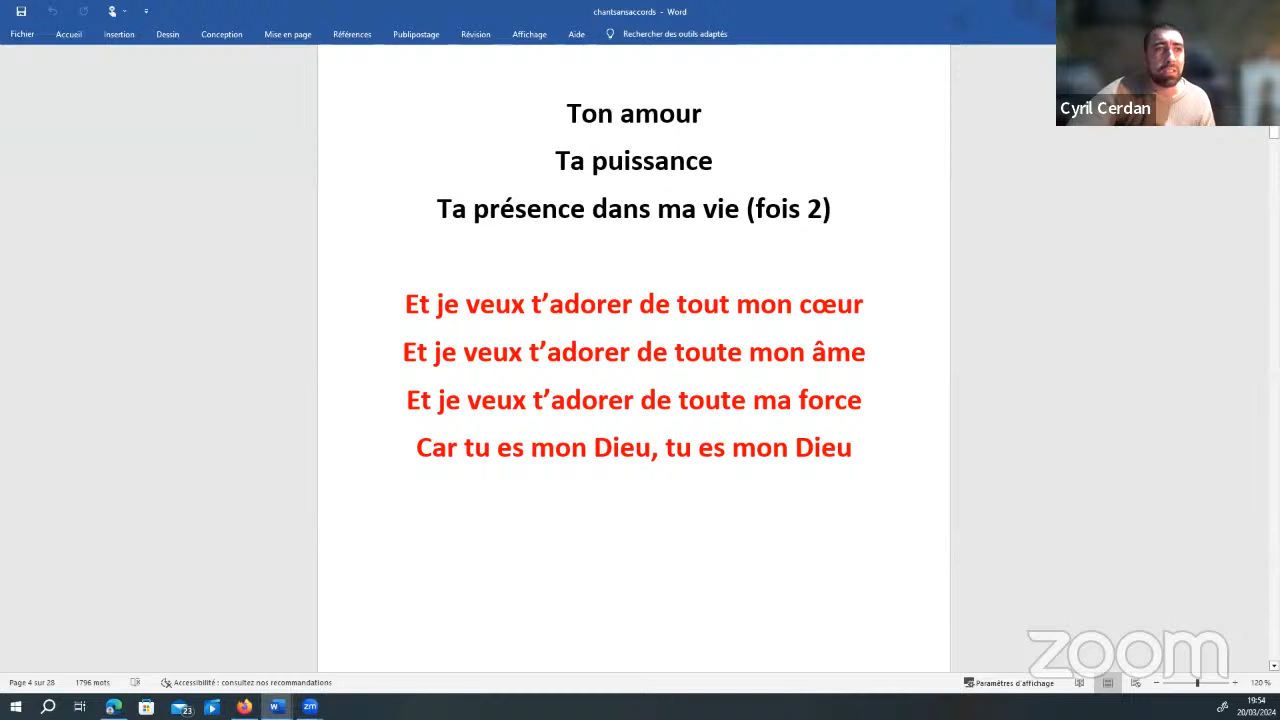 chantsansaccords - Word
Fichier Accueil Insertion Dessin Conception Mise en page Références Publipostage Révision Affichage Aide Rechercher des outils adaptés
Cyril Cerdan
Ton amour
Ta puissance
Ta présence dans ma vie (fois 2)
Et je veux t’adorer de tout mon cœur
Et je veux t’adorer de toute mon âme
Et je veux t’adorer de toute ma force
Car tu es mon Dieu, tu es mon Dieu
zoom
Page 4 sur 28 1796 mots Accessibilité : consultez nos recommandations Paramètres d'affichage 120 %
23 W zm 19:54
20/03/2024